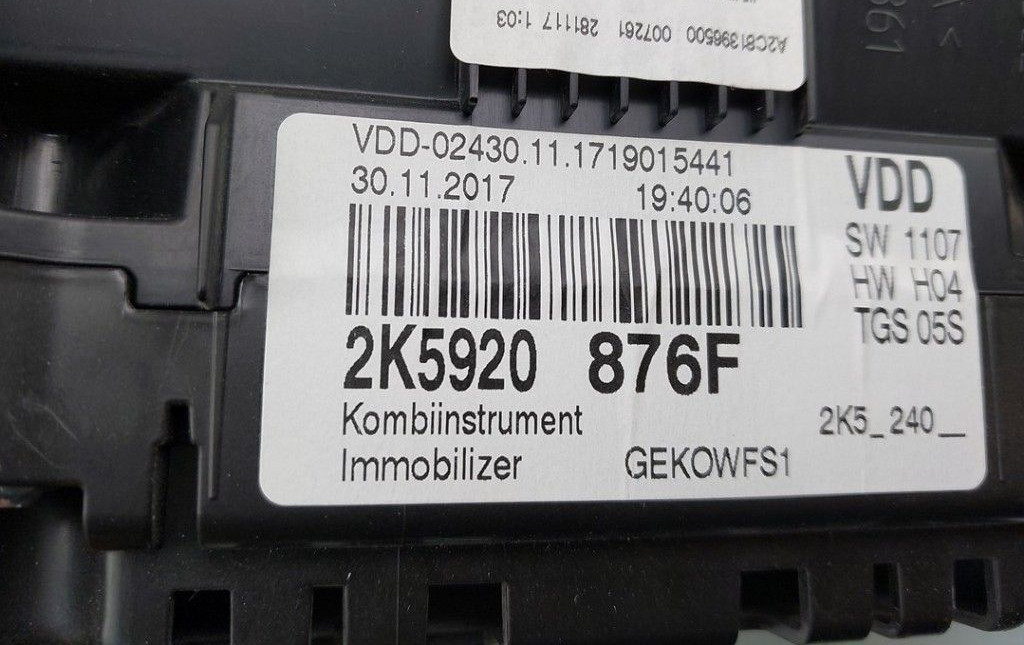 A2C81396500 007261 281117 1:03
VDD-02430.11.1719015441
30.11.2017 19:40:06
VDD
SW 1107
HW H04
TGS 05S
2K5920 876F
Kombiinstrument
2K5_240__
Immobilizer GEKOWFS1